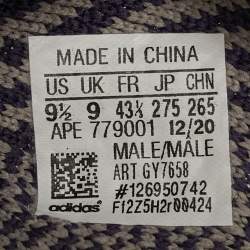 MADE IN CHINA
US UK FR JP CHN
9½ 9 43⅓ 275 265
APE 779001 12/20
MALE/MALE
ART GY7658
#126950742
adidas F12Z5H2r00424